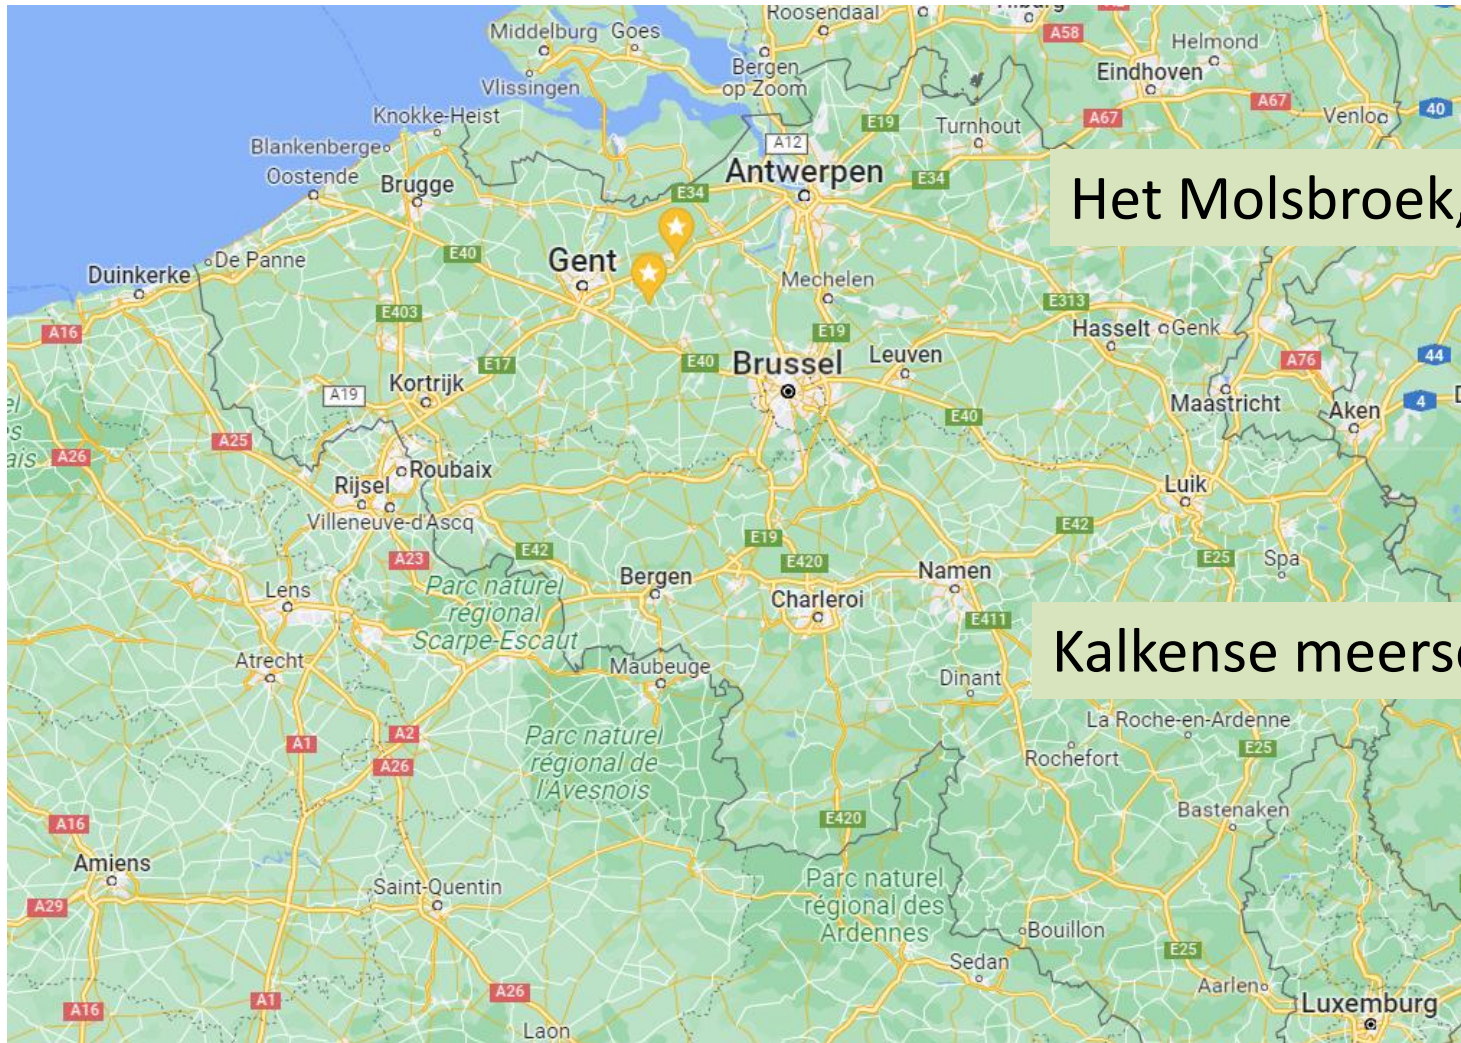 Roosendaal
Middelburg Goes
A58
Helmond
Bergen
op Zoom
Eindhoven
Vlissingen
A67
40
Knokke-Heist
E19
Turnhout
A67
Venloo
Blankenberge
A12
Oostende
Brugge
Antwerpen
E34
E34
Het Molsbroek,
De Panne
E40
Gent
Duinkerke
Mechelen
E313
E403
A16
E19
Hasselt Genk
44
E17
E40
Brussel
Leuven
A76
Kortrijk
A19
Maastricht
4
Aken
E40
A25
A26
Roubaix
Rijsel
Luik
Villeneuve-d'Ascq
E42
E19
E42
A23
E420
E25
Spa
Parc naturel
régional
Scarpe-Escaut
Bergen
Namen
Lens
Charleroi
E411
Kalkense meers
Atrecht
Maubeuge
Dinant
La Roche-en-Ardenne
A1
A2
Parc naturel
régional de
l'Avesnois
E25
Rochefort
A26
Bastenaken
A16
E420
Amiens
Parc naturel
régional des
Ardennes
Saint-Quentin
A29
Bouillon
E25
Sedan
Aarlen
A26
A1
Luxemburg
A16
Laon